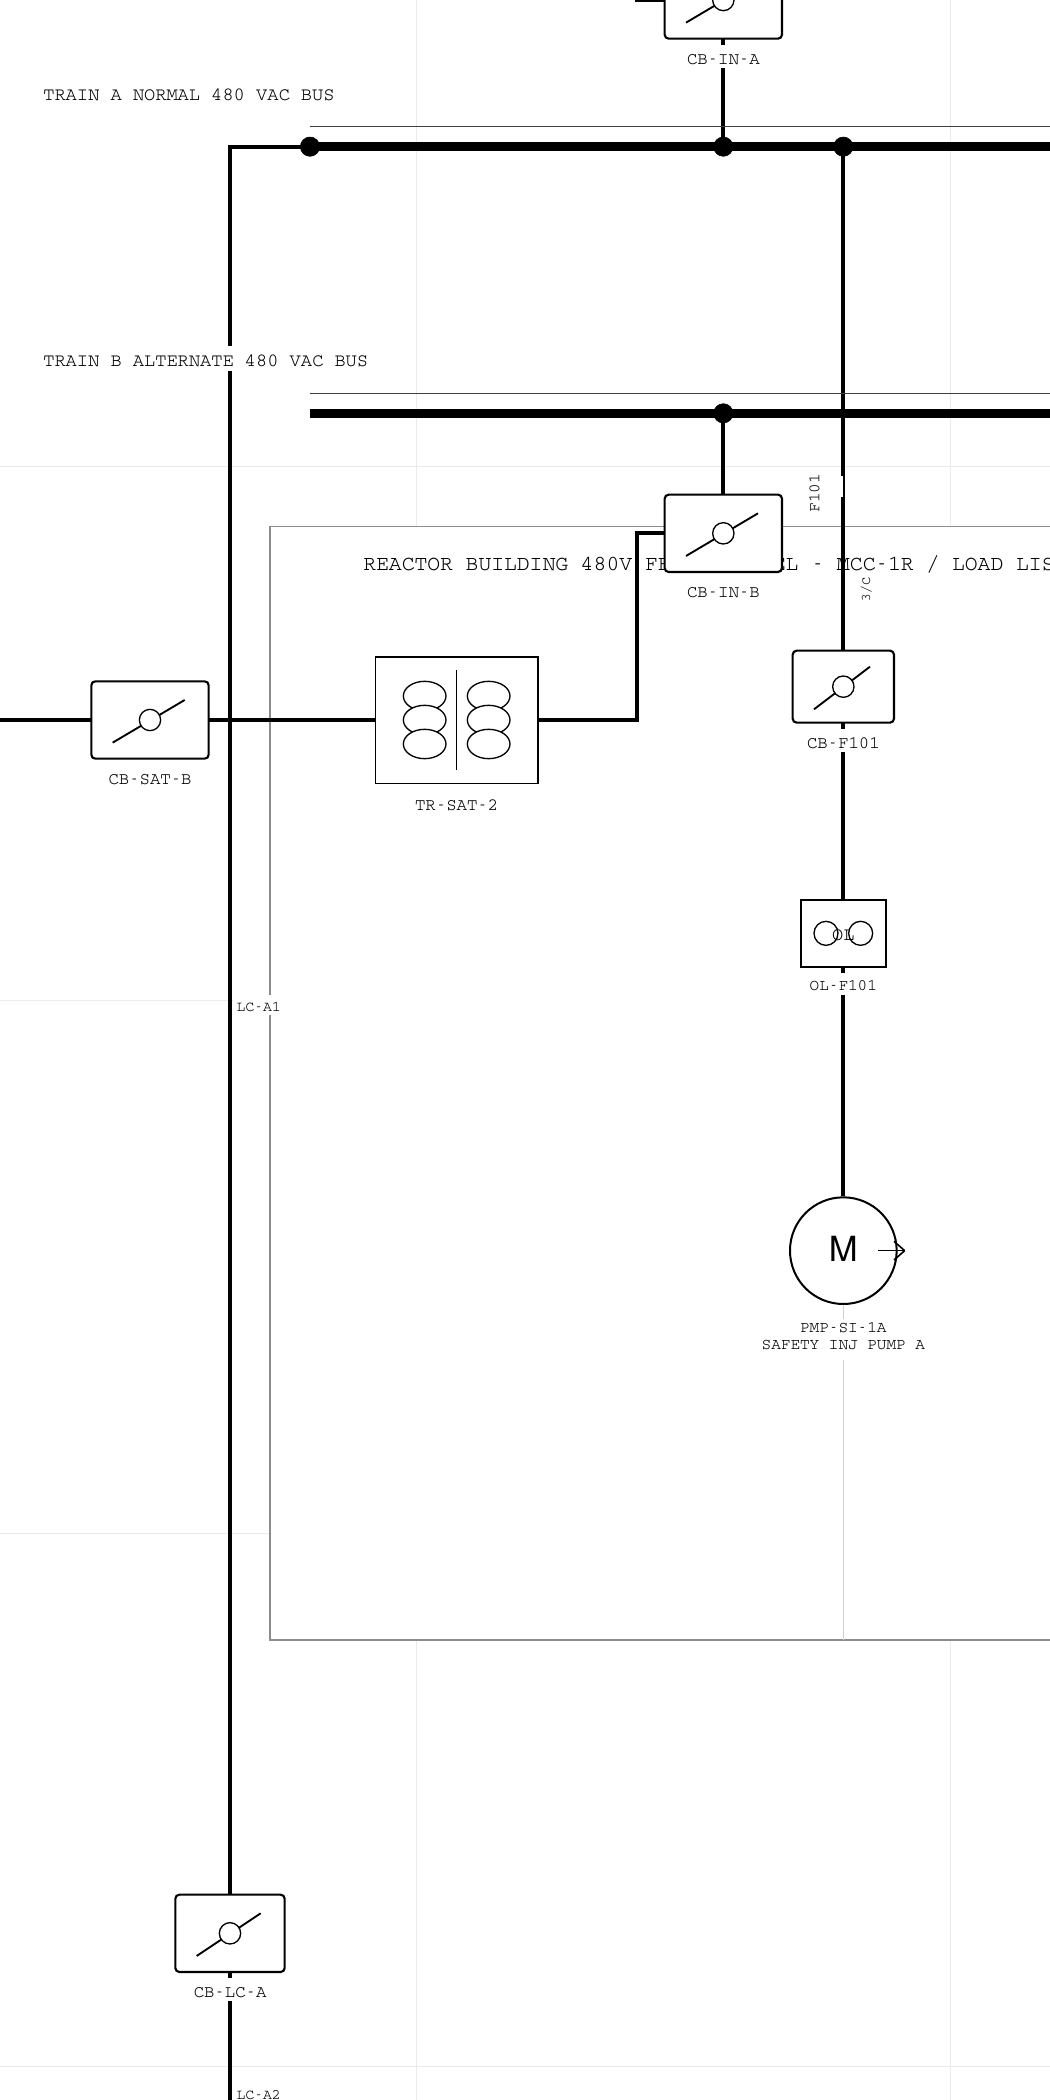 CB-IN-A
TRAIN A NORMAL 480 VAC BUS
TRAIN B ALTERNATE 480 VAC BUS
F101
REACTOR BUILDING 480V - MCC-1R / LOAD
3/C
CB-IN-B
CB-F101
CB-SAT-B
TR-SAT-2
OL
OL-F101
LC-A1
M
PMP-SI-1A
SAFETY INJ PUMP A
CB-LC-A
LC-A2